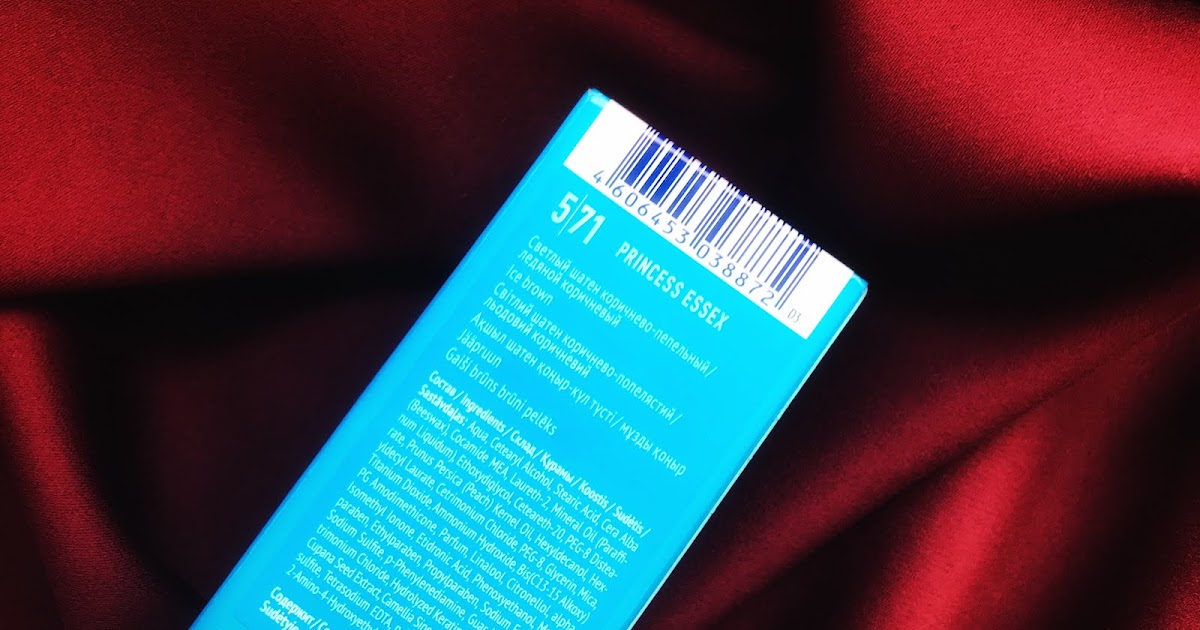 4 606453 038872
D3
5/71 PRINCESS ESSEX
Светлый шатен коричнево-пепельный/
ледяной коричневый
Ice brown
Світлий шатен коричнево-попелястий/
льодовий коричневий
Ақшыл шатен қоңыр-күл түсті/мұзды қоңыр
Jääpruun
Gaiši brūns brūni pelēks
Состав/Ingredients/Склад/Құрамы/Koostis/Sudėtis/
Sastāvdaļas: Aqua, Cetearyl Alcohol, Stearic Acid, Cera Alba
(Beeswax), Cocamide MEA, Laureth-2, Mineral Oil (Paraffi-
num Liquidum), Ethoxydiglycol, Ceteareth-20, PEG-8 Distea-
rate, Prunus Persica (Peach) Kernel Oil, Hexyldecanol, Hex-
yldecyl Laurate, Cetrimonium Chloride, PEG-8, Glycerin, Mica,
Titanium Dioxide, Ammonium Hydroxide, Bis(C13-15 Alkoxy)
PG Amodimethicone, Parfum, Linalool, Citronellol, alpha
Isomethyl Ionone, Etidronic Acid, Phenoxyethanol,
paraben, Ethylparaben, Propylparaben, Sodium
Sodium Sulfite, p-Phenylenediamine,
trimonium Chloride, Hydrolyzed Keratin
Cupana Seed Extract, Camellia
sulfite, Tetrasodium EDTA,
2-Amino-4-Hydroxyeth
Содержит/
Sudėtyje